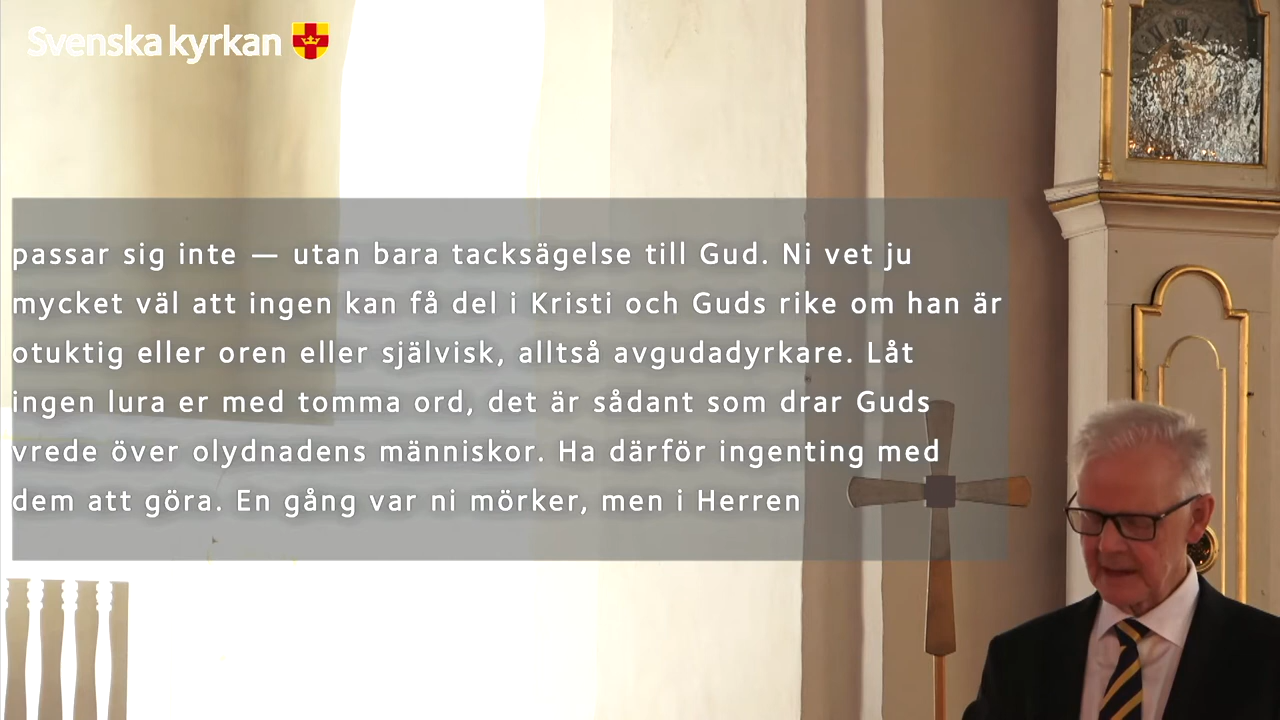 Svenska kyrkan
passar sig inte — utan bara tacksägelse till Gud. Ni vet ju
mycket väl att ingen kan få del i Kristi och Guds rike om han är
otuktig eller oren eller självisk, alltså avgudadyrkare. Låt
ingen lura er med tomma ord, det är sådant som drar Guds
vrede över olydnadens människor. Ha därför ingenting med
dem att göra. En gång var ni mörker, men i Herren